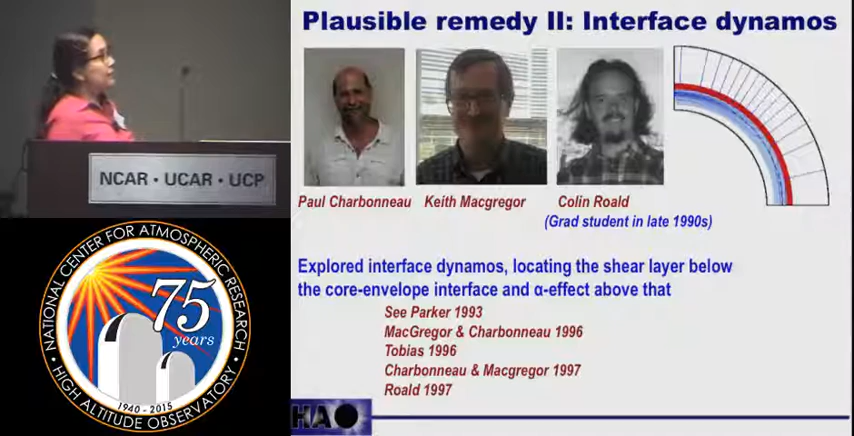 Plausible remedy II: Interface dynamos
NCAR • UCAR • UCP
Paul Charbonneau
Keith Macgregor
Colin Roald
(Grad student in late 1990s)
NATIONAL CENTER FOR ATMOSPHERIC RESEARCH
75
years
1940 - 2015
HIGH ALTITUDE OBSERVATORY
Explored interface dynamos, locating the shear layer below
the core-envelope interface and α-effect above that
See Parker 1993
MacGregor & Charbonneau 1996
Tobias 1996
Charbonneau & Macgregor 1997
Roald 1997
HAO